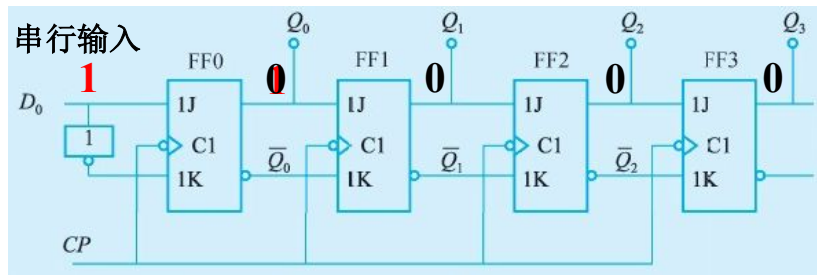 串行输入
Q₀ Q₁ Q₂ Q₃
FF0 FF1 FF2 FF3
1 0 1 0 0 0
D₀ 1J 1J 1J 1J
1 C1 C1 C1 C1
Q̅₀ Q̅₁ Q̅₂
1K 1K 1K 1K
CP